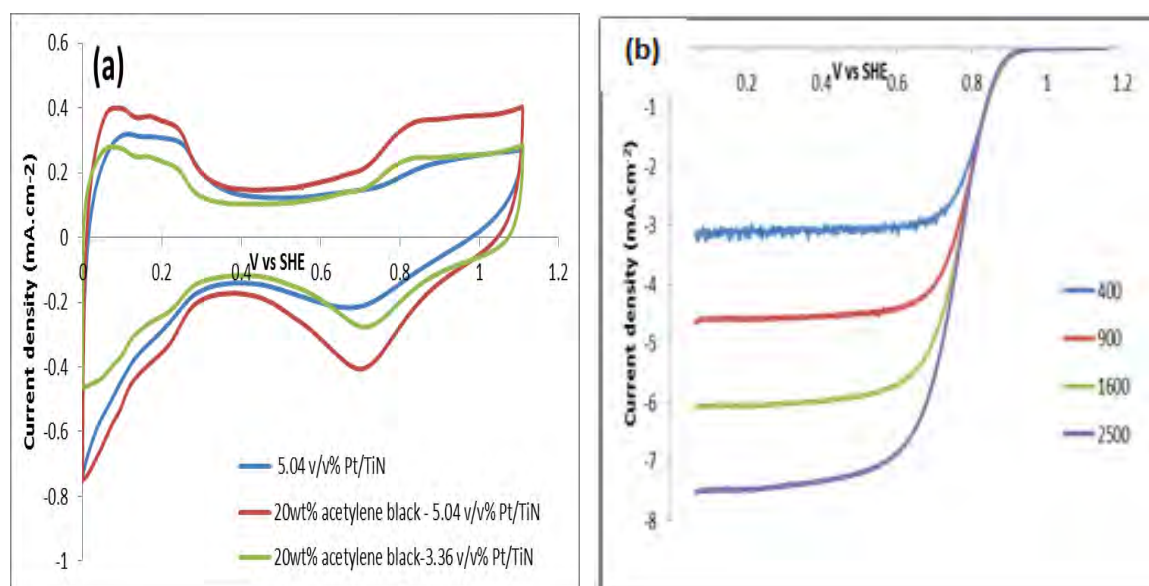 (a)
0.6
0.4
0.2
0
-0.2
-0.4
-0.6
-0.8
-1
0 0.2 0.4 0.6 0.8 1 1.2
V vs SHE
Current density (mA.cm-2)
5.04 v/v% Pt/TiN
20wt% acetylene black - 5.04 v/v% Pt/TiN
20wt% acetylene black-3.36 v/v% Pt/TiN
(b)
V vs SHE
0.2 0.4 0.6 0.8 1 1.2
-1
-2
-3
-4
-5
-6
-7
-8
Current density (mA.cm-2)
400
900
1600
2500